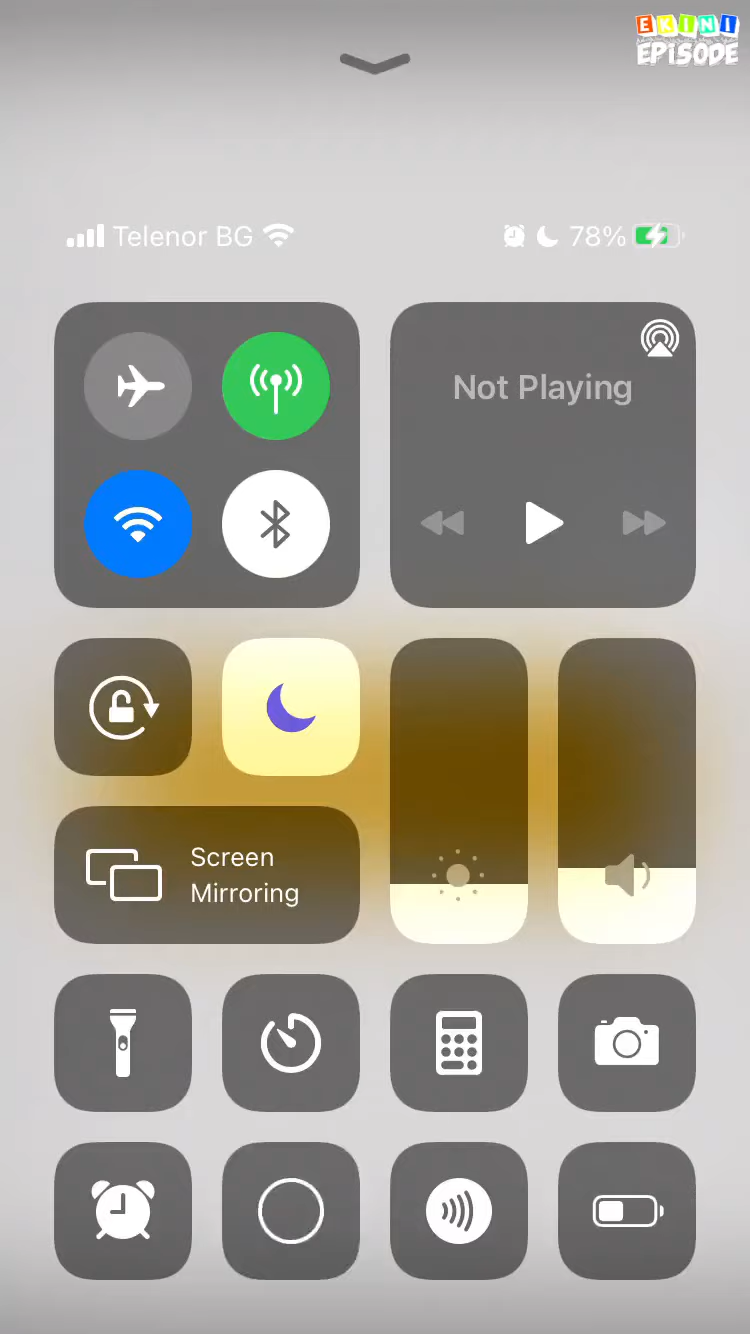 EKINI
EPISODE
Telenor BG
78%
Not Playing
Screen
Mirroring